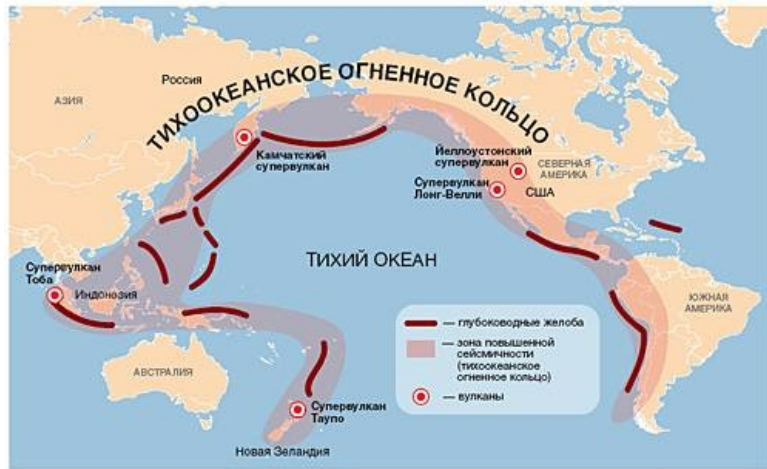 ТИХООКЕАНСКОЕ ОГНЕННОЕ КОЛЬЦО
Россия
АЗИЯ
Камчатский
супервулкан
Йеллоустонский
супервулкан
СЕВЕРНАЯ
АМЕРИКА
Супервулкан
Лонг-Велли
США
ТИХИЙ ОКЕАН
Супервулкан
Тоба
Индонозия
ЮЖНАЯ
АМЕРИКА
— глубоководные желоба
— зона повышенной
сейсмичности
(тихоокеанское
огненное кольцо)
— вулканы
АВСТРАЛИЯ
Супервулкан
Таупо
Новая Зеландия